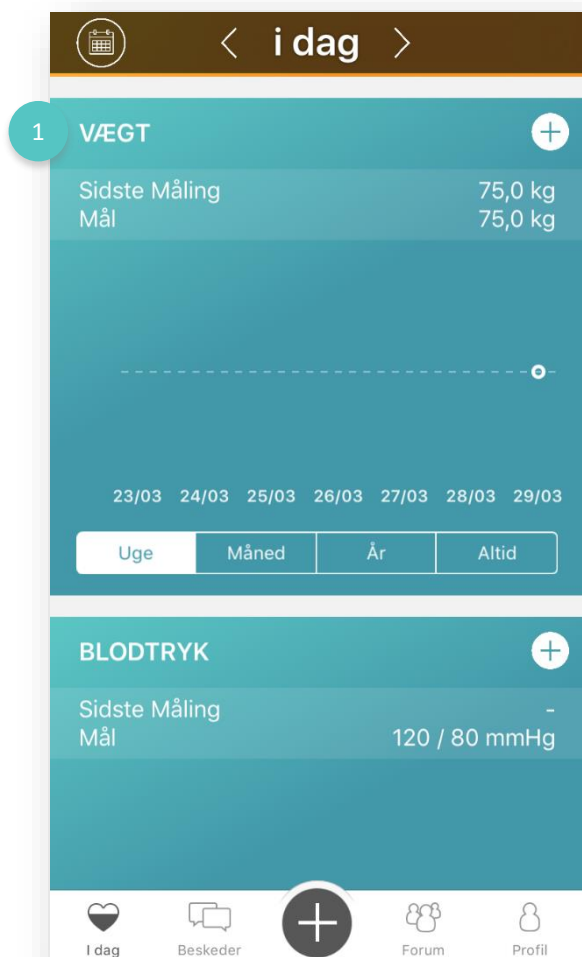 i dag
1
VÆGT
Sidste Måling 75,0 kg
Mål 75,0 kg
23/03 24/03 25/03 26/03 27/03 28/03 29/03
Uge Måned År Altid
BLODTRYK
Sidste Måling -
Mål 120 / 80 mmHg
I dag Beskeder Forum Profil